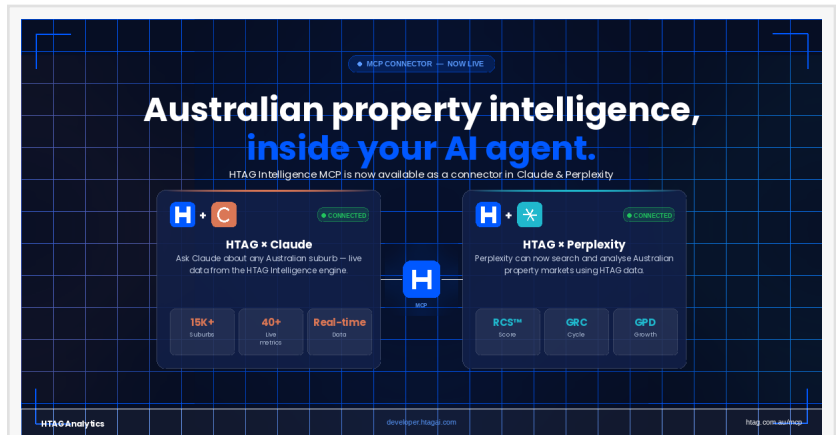 MCP CONNECTOR — NOW LIVE
Australian property intelligence,
inside your AI agent.
HTAG Intelligence MCP is now available as a connector in Claude & Perplexity
H + C
CONNECTED
HTAG × Claude
Ask Claude about any Australian suburb — live
data from the HTAG Intelligence engine.
15K+
Suburbs
40+
Live
metrics
Real-time
Data
H
MCP
H +
CONNECTED
HTAG × Perplexity
Perplexity can now search and analyse Australian
property markets using HTAG data.
RCS™
Score
GRC
Cycle
GPD
Growth
HTAG Analytics
developer.htagai.com
htag.com.au/mcp